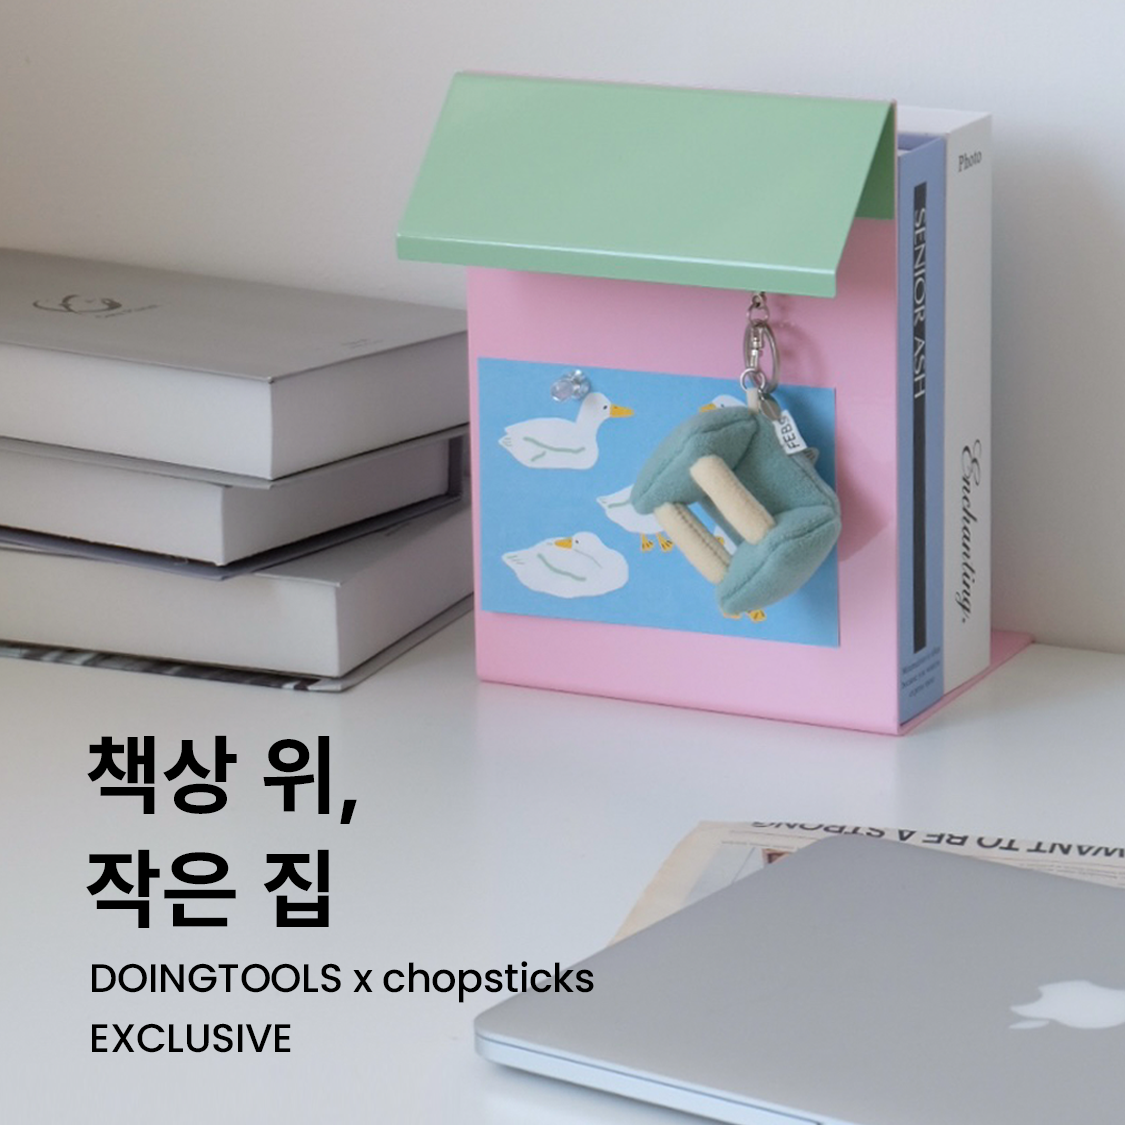 Photo
SENIOR ASH
Enchanting,
FEB
WANT TO BE A STRONG
책상 위,
작은 집
DOINGTOOLS x chopsticks
EXCLUSIVE